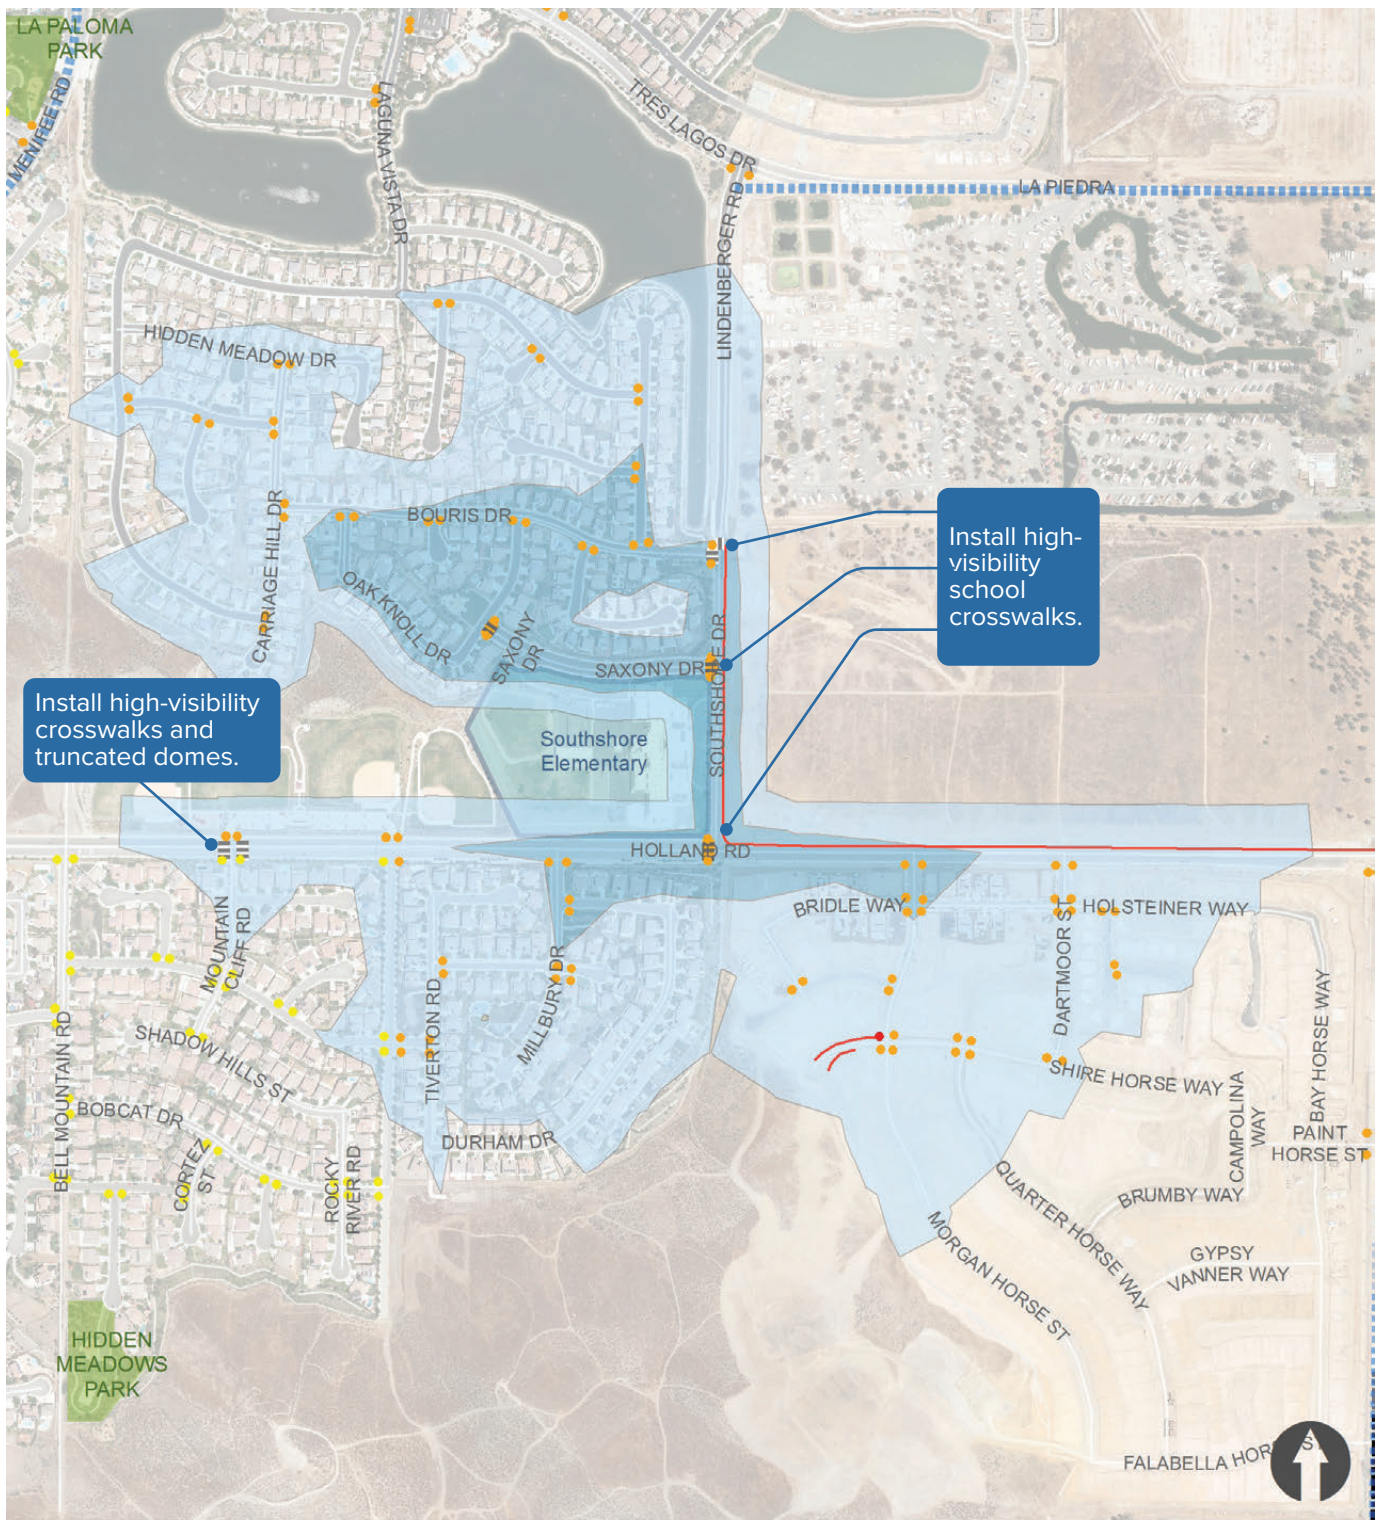 LA PALOMA
PARK
MENIFEE RD
LAGUNA VISTA DR
TRES LAGOS DR
LA PIEDRA
LINDENBERGER RD
HIDDEN MEADOW DR
BOURIS DR
CARRIAGE HILL DR
OAK KNOLL DR
SAXONY
DR
SAXONY DR
SOUTHSHORE DR
Install high-
visibility
school
crosswalks.
Install high-visibility
crosswalks and
truncated domes.
Southshore
Elementary
HOLLAND RD
BRIDLE WAY
HOLSTEINER WAY
DARTMOOR ST
MOUNTAIN
CLIFF RD
TIVERTON RD
MILLBURY DR
SHADOW HILLS ST
BELL MOUNTAIN RD
BOBCAT DR
CORTEZ
ST
ROCKY
RIVER RD
DURHAM DR
SHIRE HORSE WAY
CAMPOLINA
WAY
BAY HORSE WAY
PAINT
HORSE ST
BRUMBY WAY
QUARTER HORSE WAY
MORGAN HORSE ST
GYPSY
VANNER WAY
HIDDEN
MEADOWS
PARK
FALABELLA HOR ST